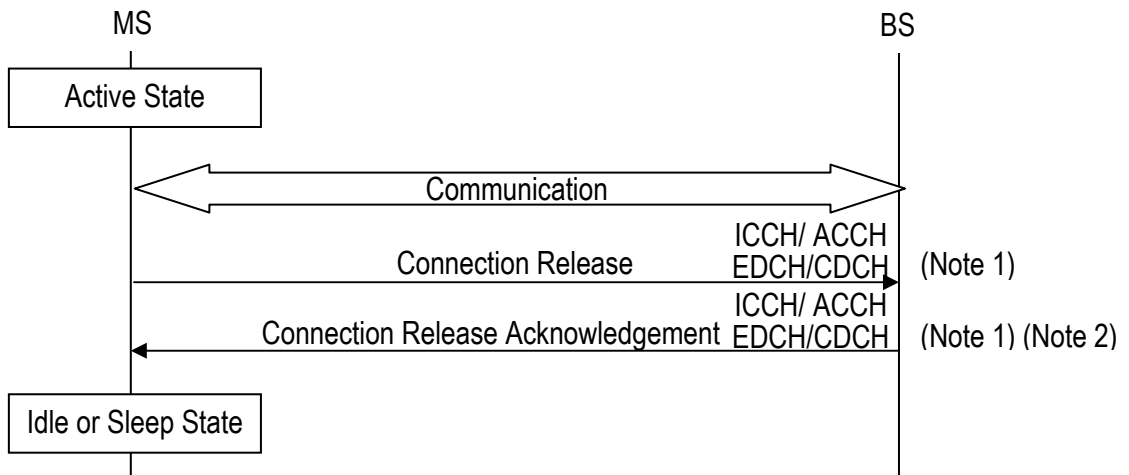 MS
BS
Active State
Communication
ICCH/ ACCH
Connection Release EDCH/CDCH (Note 1)
ICCH/ ACCH
Connection Release Acknowledgement EDCH/CDCH (Note 1) (Note 2)
Idle or Sleep State